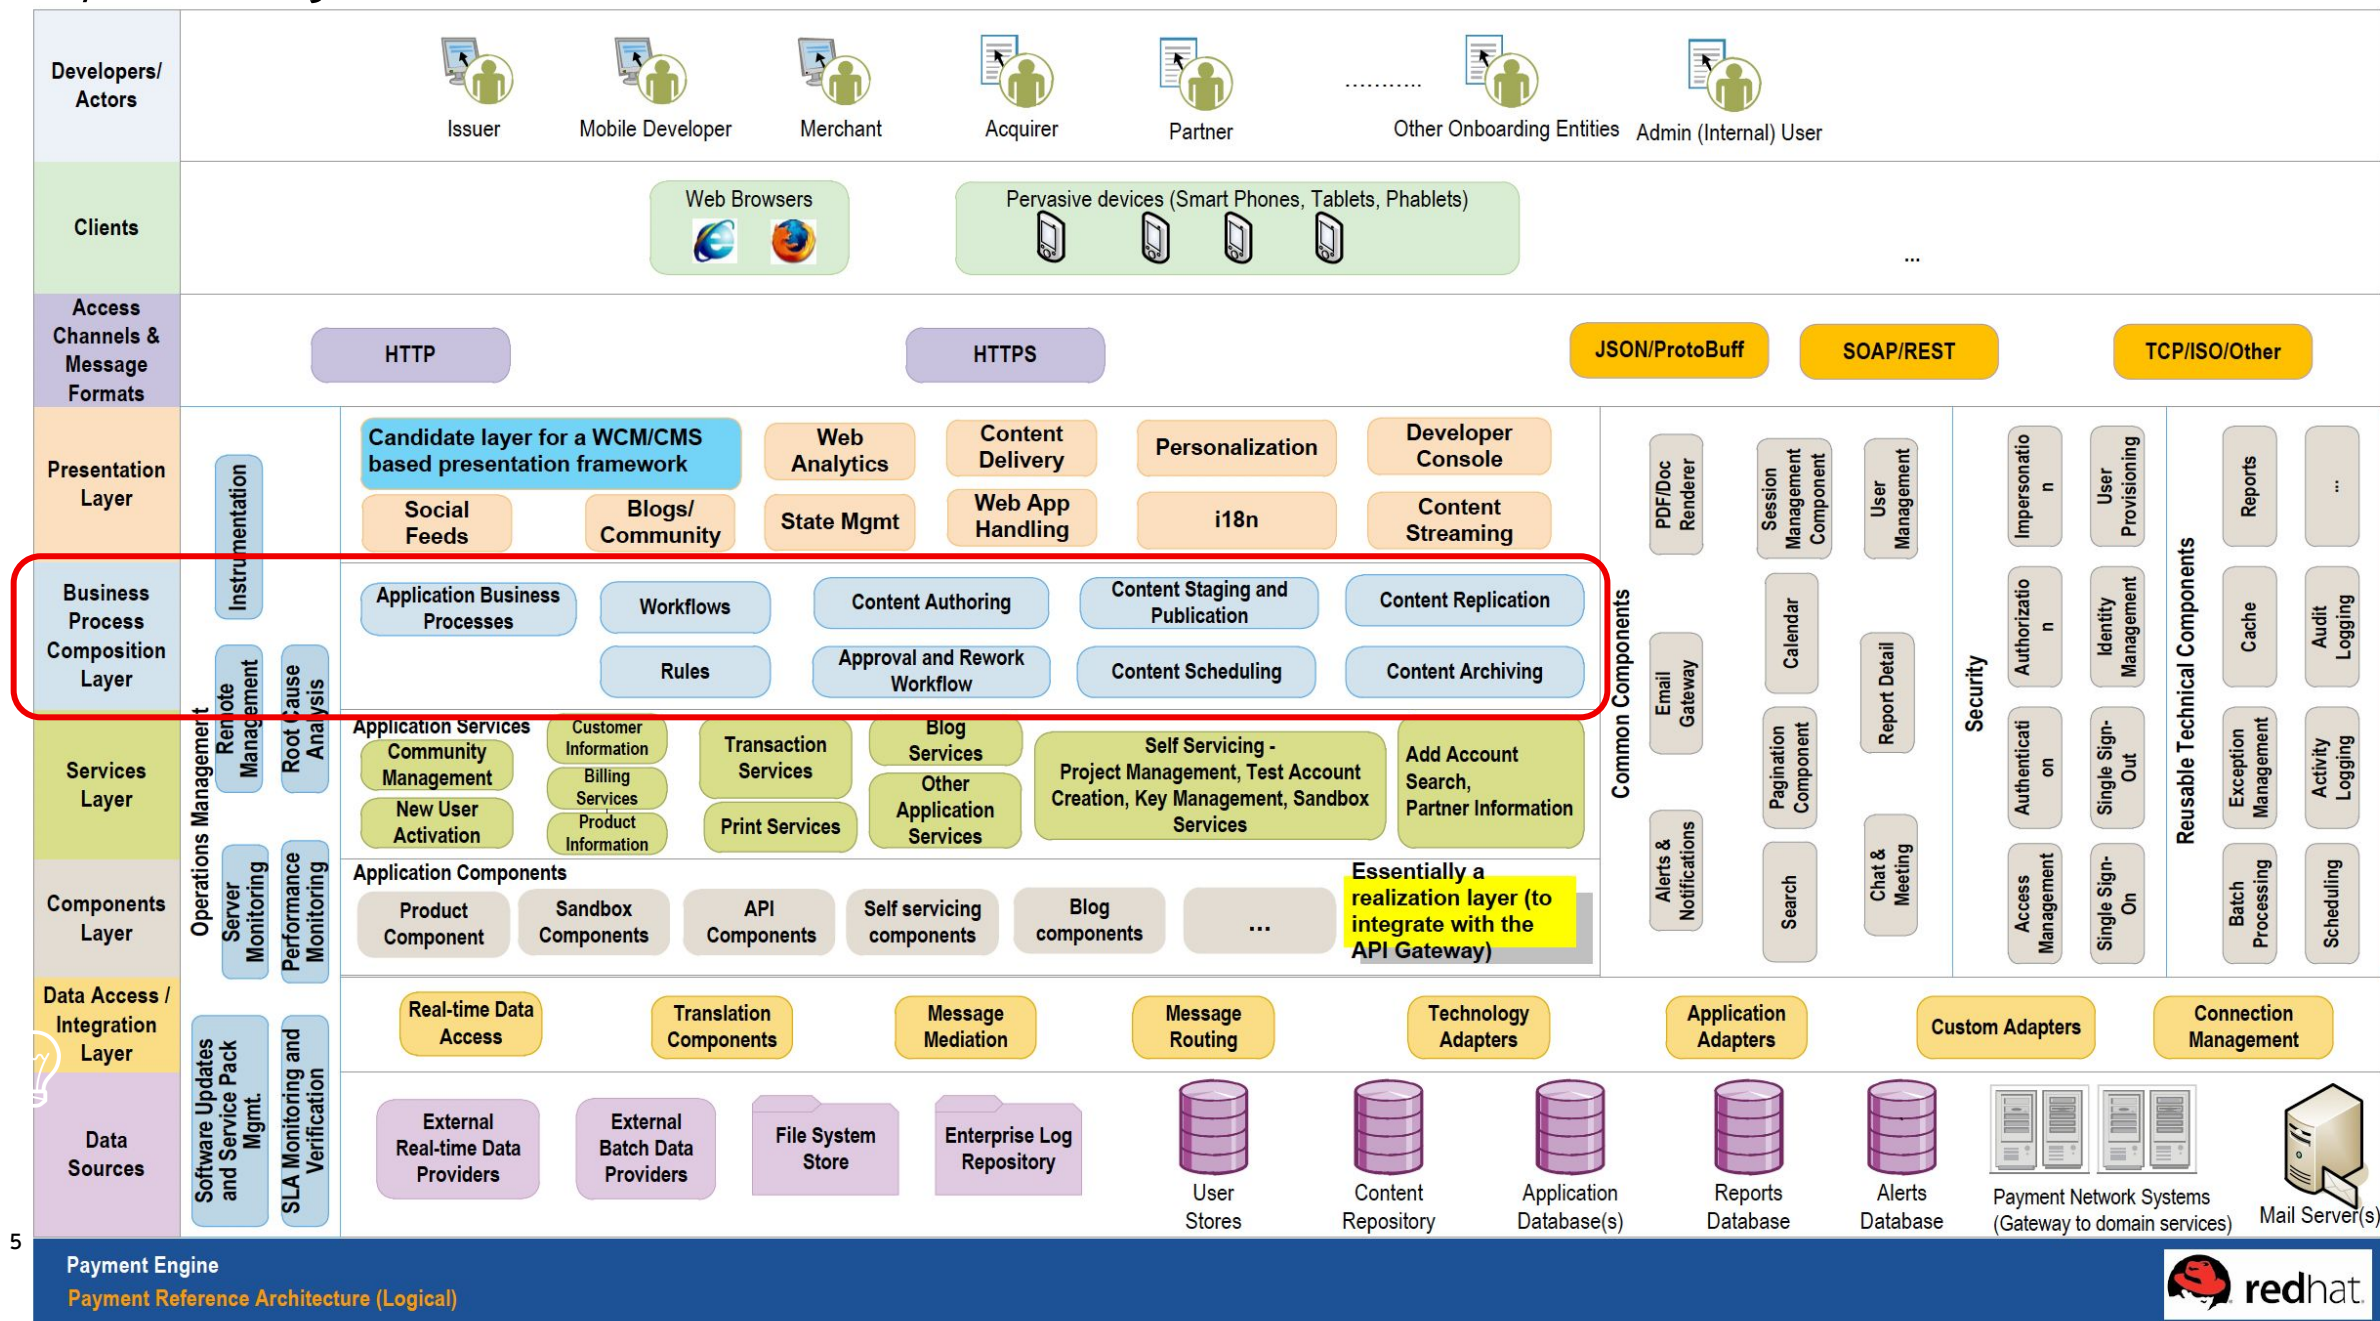 Developers/
Actors
Issuer
Mobile Developer
Merchant
Acquirer
Partner
...........
Other Onboarding Entities
Admin (Internal) User
Clients
Web Browsers
Pervasive devices (Smart Phones, Tablets, Phablets)
...
Access
Channels &
Message
Formats
HTTP
HTTPS
JSON/ProtoBuff
SOAP/REST
TCP/ISO/Other
Presentation
Layer
Candidate layer for a WCM/CMS
based presentation framework
Web
Analytics
Content
Delivery
Personalization
Developer
Console
Social
Feeds
Blogs/
Community
State Mgmt
Web App
Handling
i18n
Content
Streaming
Business
Process
Composition
Layer
Application Business
Processes
Workflows
Content Authoring
Content Staging and
Publication
Content Replication
Rules
Approval and Rework
Workflow
Content Scheduling
Content Archiving
Services
Layer
Application Services
Community
Management
New User
Activation
Customer
Information
Billing
Services
Product
Information
Transaction
Services
Print Services
Blog
Services
Other
Application
Services
Self Servicing -
Project Management, Test Account
Creation, Key Management, Sandbox
Services
Add Account
Search,
Partner Information
Components
Layer
Application Components
Product
Component
Sandbox
Components
API
Components
Self servicing
components
Blog
components
...
Essentially a
realization layer (to
integrate with the
API Gateway)
Operations Management
Instrumentation
Remote
Management
Root Cause
Analysis
Server
Monitoring
Performance
Monitoring
Software Updates
and Service Pack
Mgmt.
SLA Monitoring and
Verification
Common Components
PDF/Doc
Renderer
Session
Management
Component
User
Management
Email
Gateway
Calendar
Report Detail
Pagination
Component
Alerts &
Notifications
Search
Chat &
Meeting
Security
Impersonatio
n
User
Provisioning
Authorizatio
n
Identity
Management
Authenticati
on
Single Sign-
Out
Access
Management
Single Sign-
On
Reusable Technical Components
Reports
...
Cache
Audit
Logging
Exception
Management
Activity
Logging
Batch
Processing
Scheduling
Data Access /
Integration
Layer
Real-time Data
Access
Translation
Components
Message
Mediation
Message
Routing
Technology
Adapters
Application
Adapters
Custom Adapters
Connection
Management
Data
Sources
External
Real-time Data
Providers
External
Batch Data
Providers
File System
Store
Enterprise Log
Repository
User
Stores
Content
Repository
Application
Database(s)
Reports
Database
Alerts
Database
Payment Network Systems
(Gateway to domain services)
Mail Server(s)
5
Payment Engine
Payment Reference Architecture (Logical)
redhat.